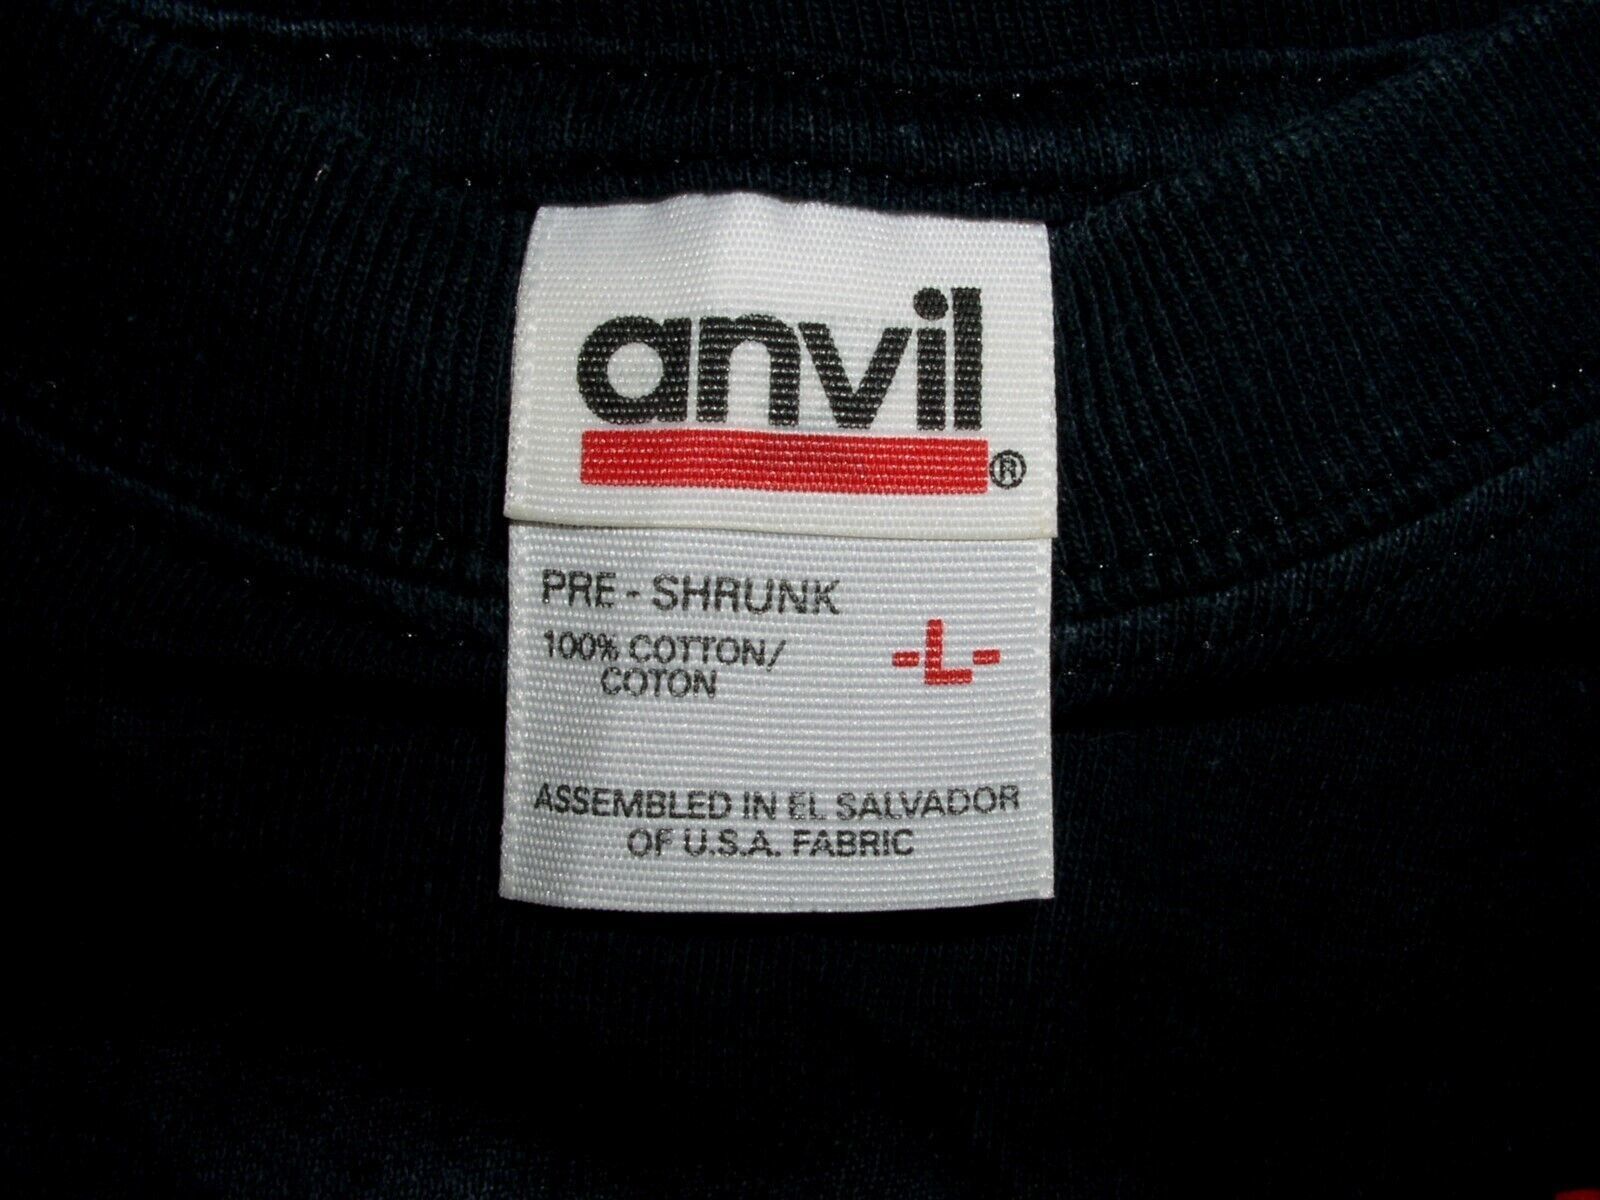 anvil®
PRE - SHRUNK
100% COTTON/
COTON
-L-
ASSEMBLED IN EL SALVADOR
OF U.S.A. FABRIC